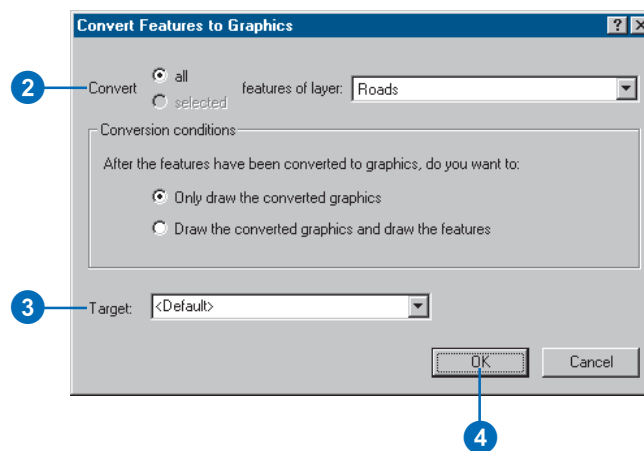 Convert Features to Graphics
2
Convert
all
selected
features of layer:
Roads
Conversion conditions
After the features have been converted to graphics, do you want to:
Only draw the converted graphics
Draw the converted graphics and draw the features
3
Target:
<Default>
OK
Cancel
4